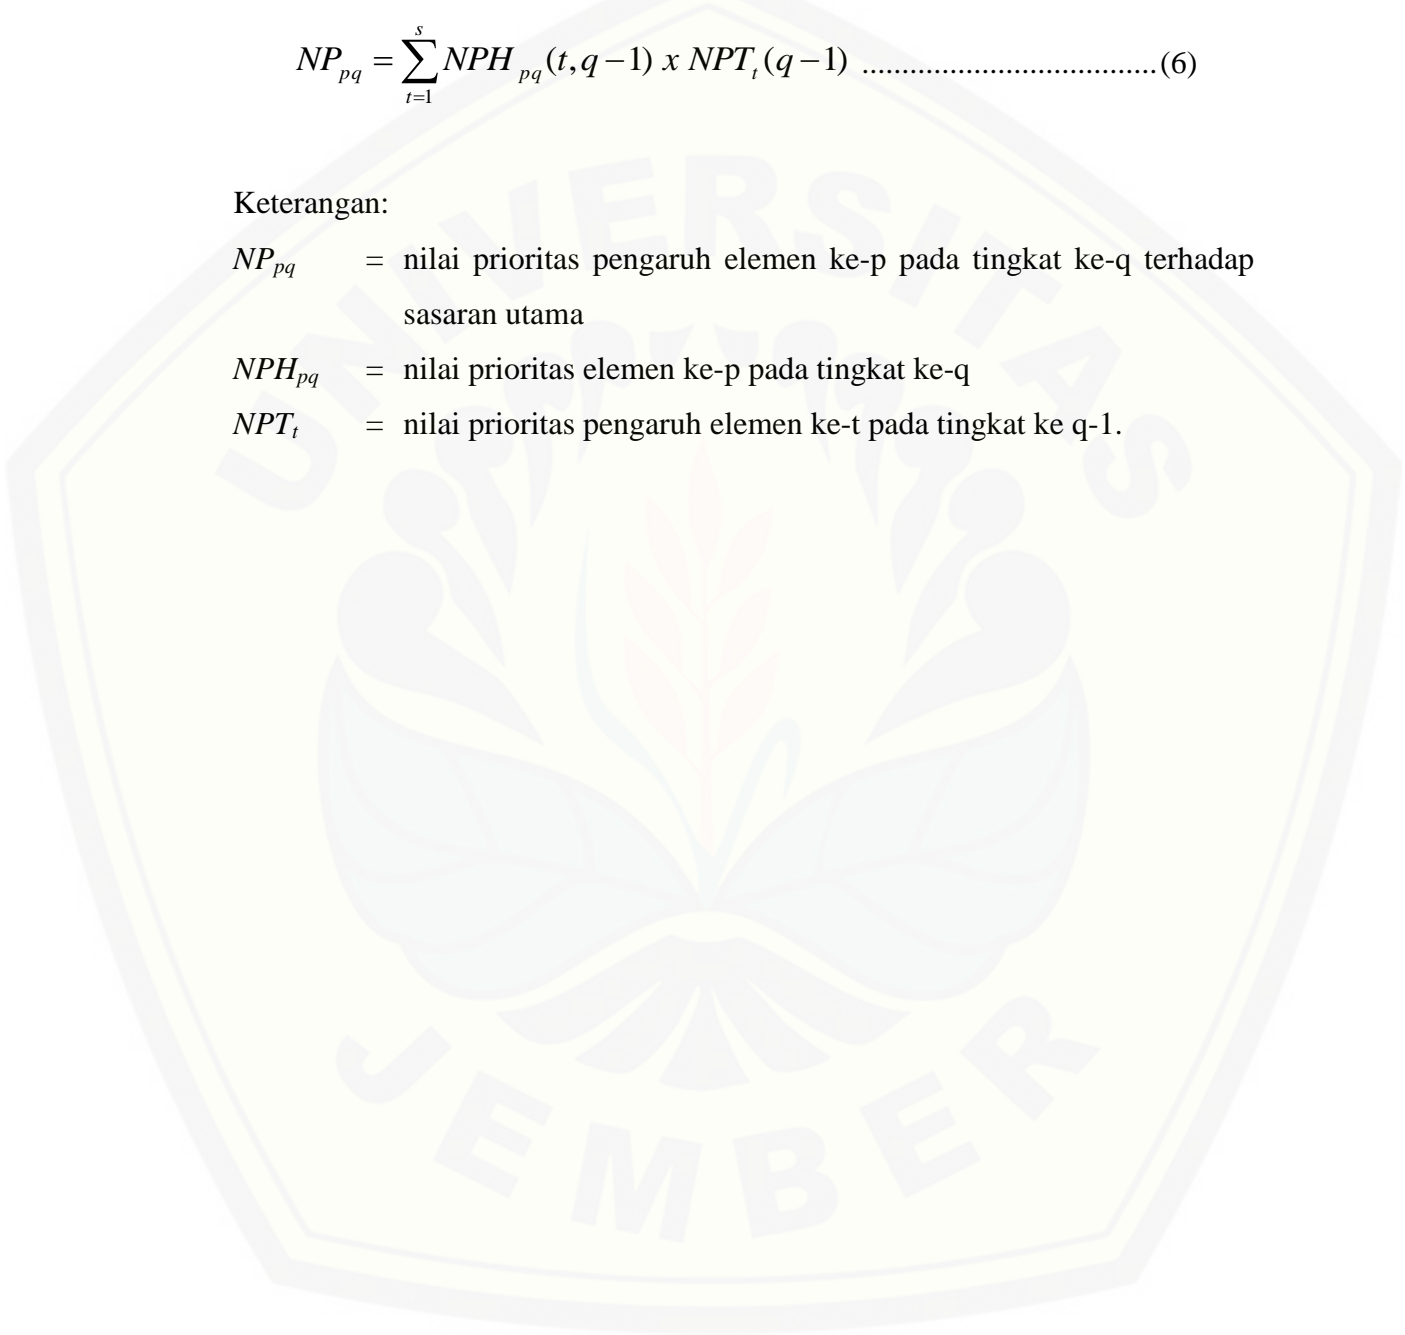 NP_pq = ∑_{t=1}^{s} NPH_pq (t, q−1) x NPT_t (q−1) .....................................(6)
Keterangan:
NP_pq = nilai prioritas pengaruh elemen ke-p pada tingkat ke-q terhadap
sasaran utama
NPH_pq = nilai prioritas elemen ke-p pada tingkat ke-q
NPT_t = nilai prioritas pengaruh elemen ke-t pada tingkat ke q-1.
UNIVERSITAS
JEMBER